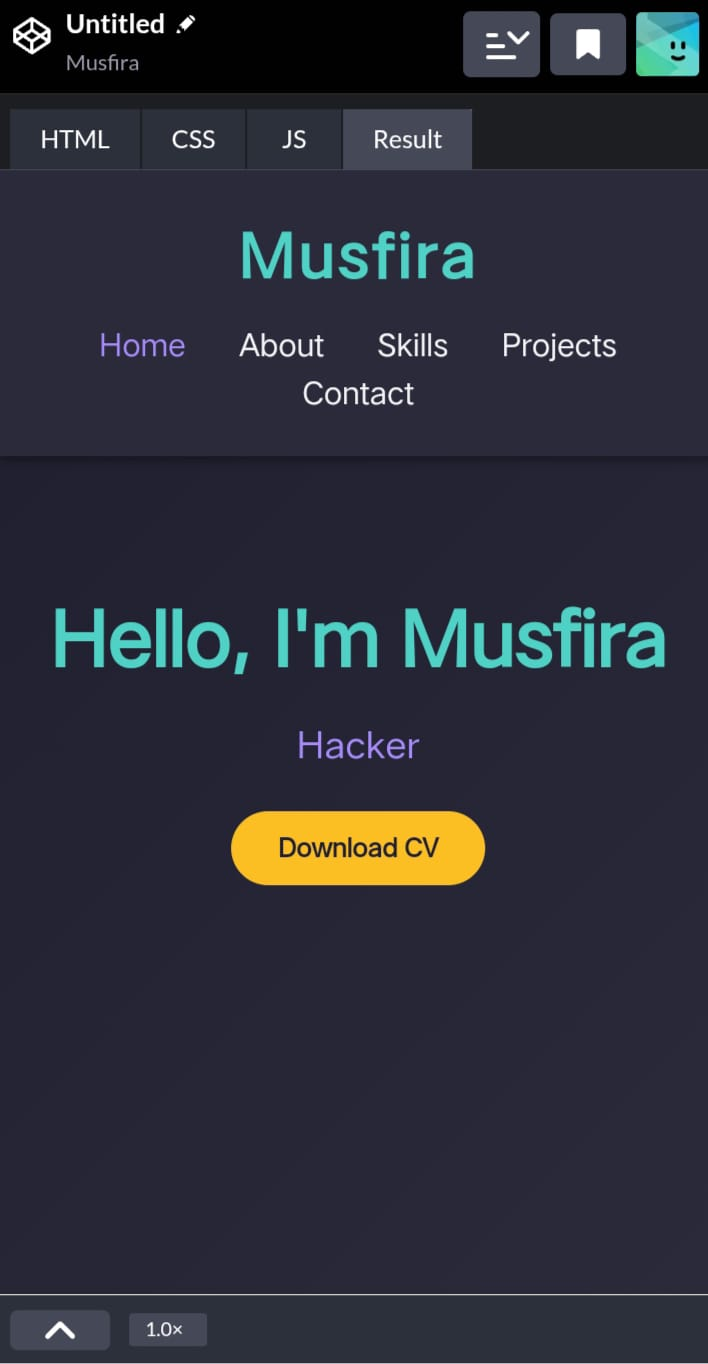 Untitled
Musfira
HTML CSS JS Result
Musfira
Home About Skills Projects
Contact
Hello, I'm Musfira
Hacker
Download CV
1.0×